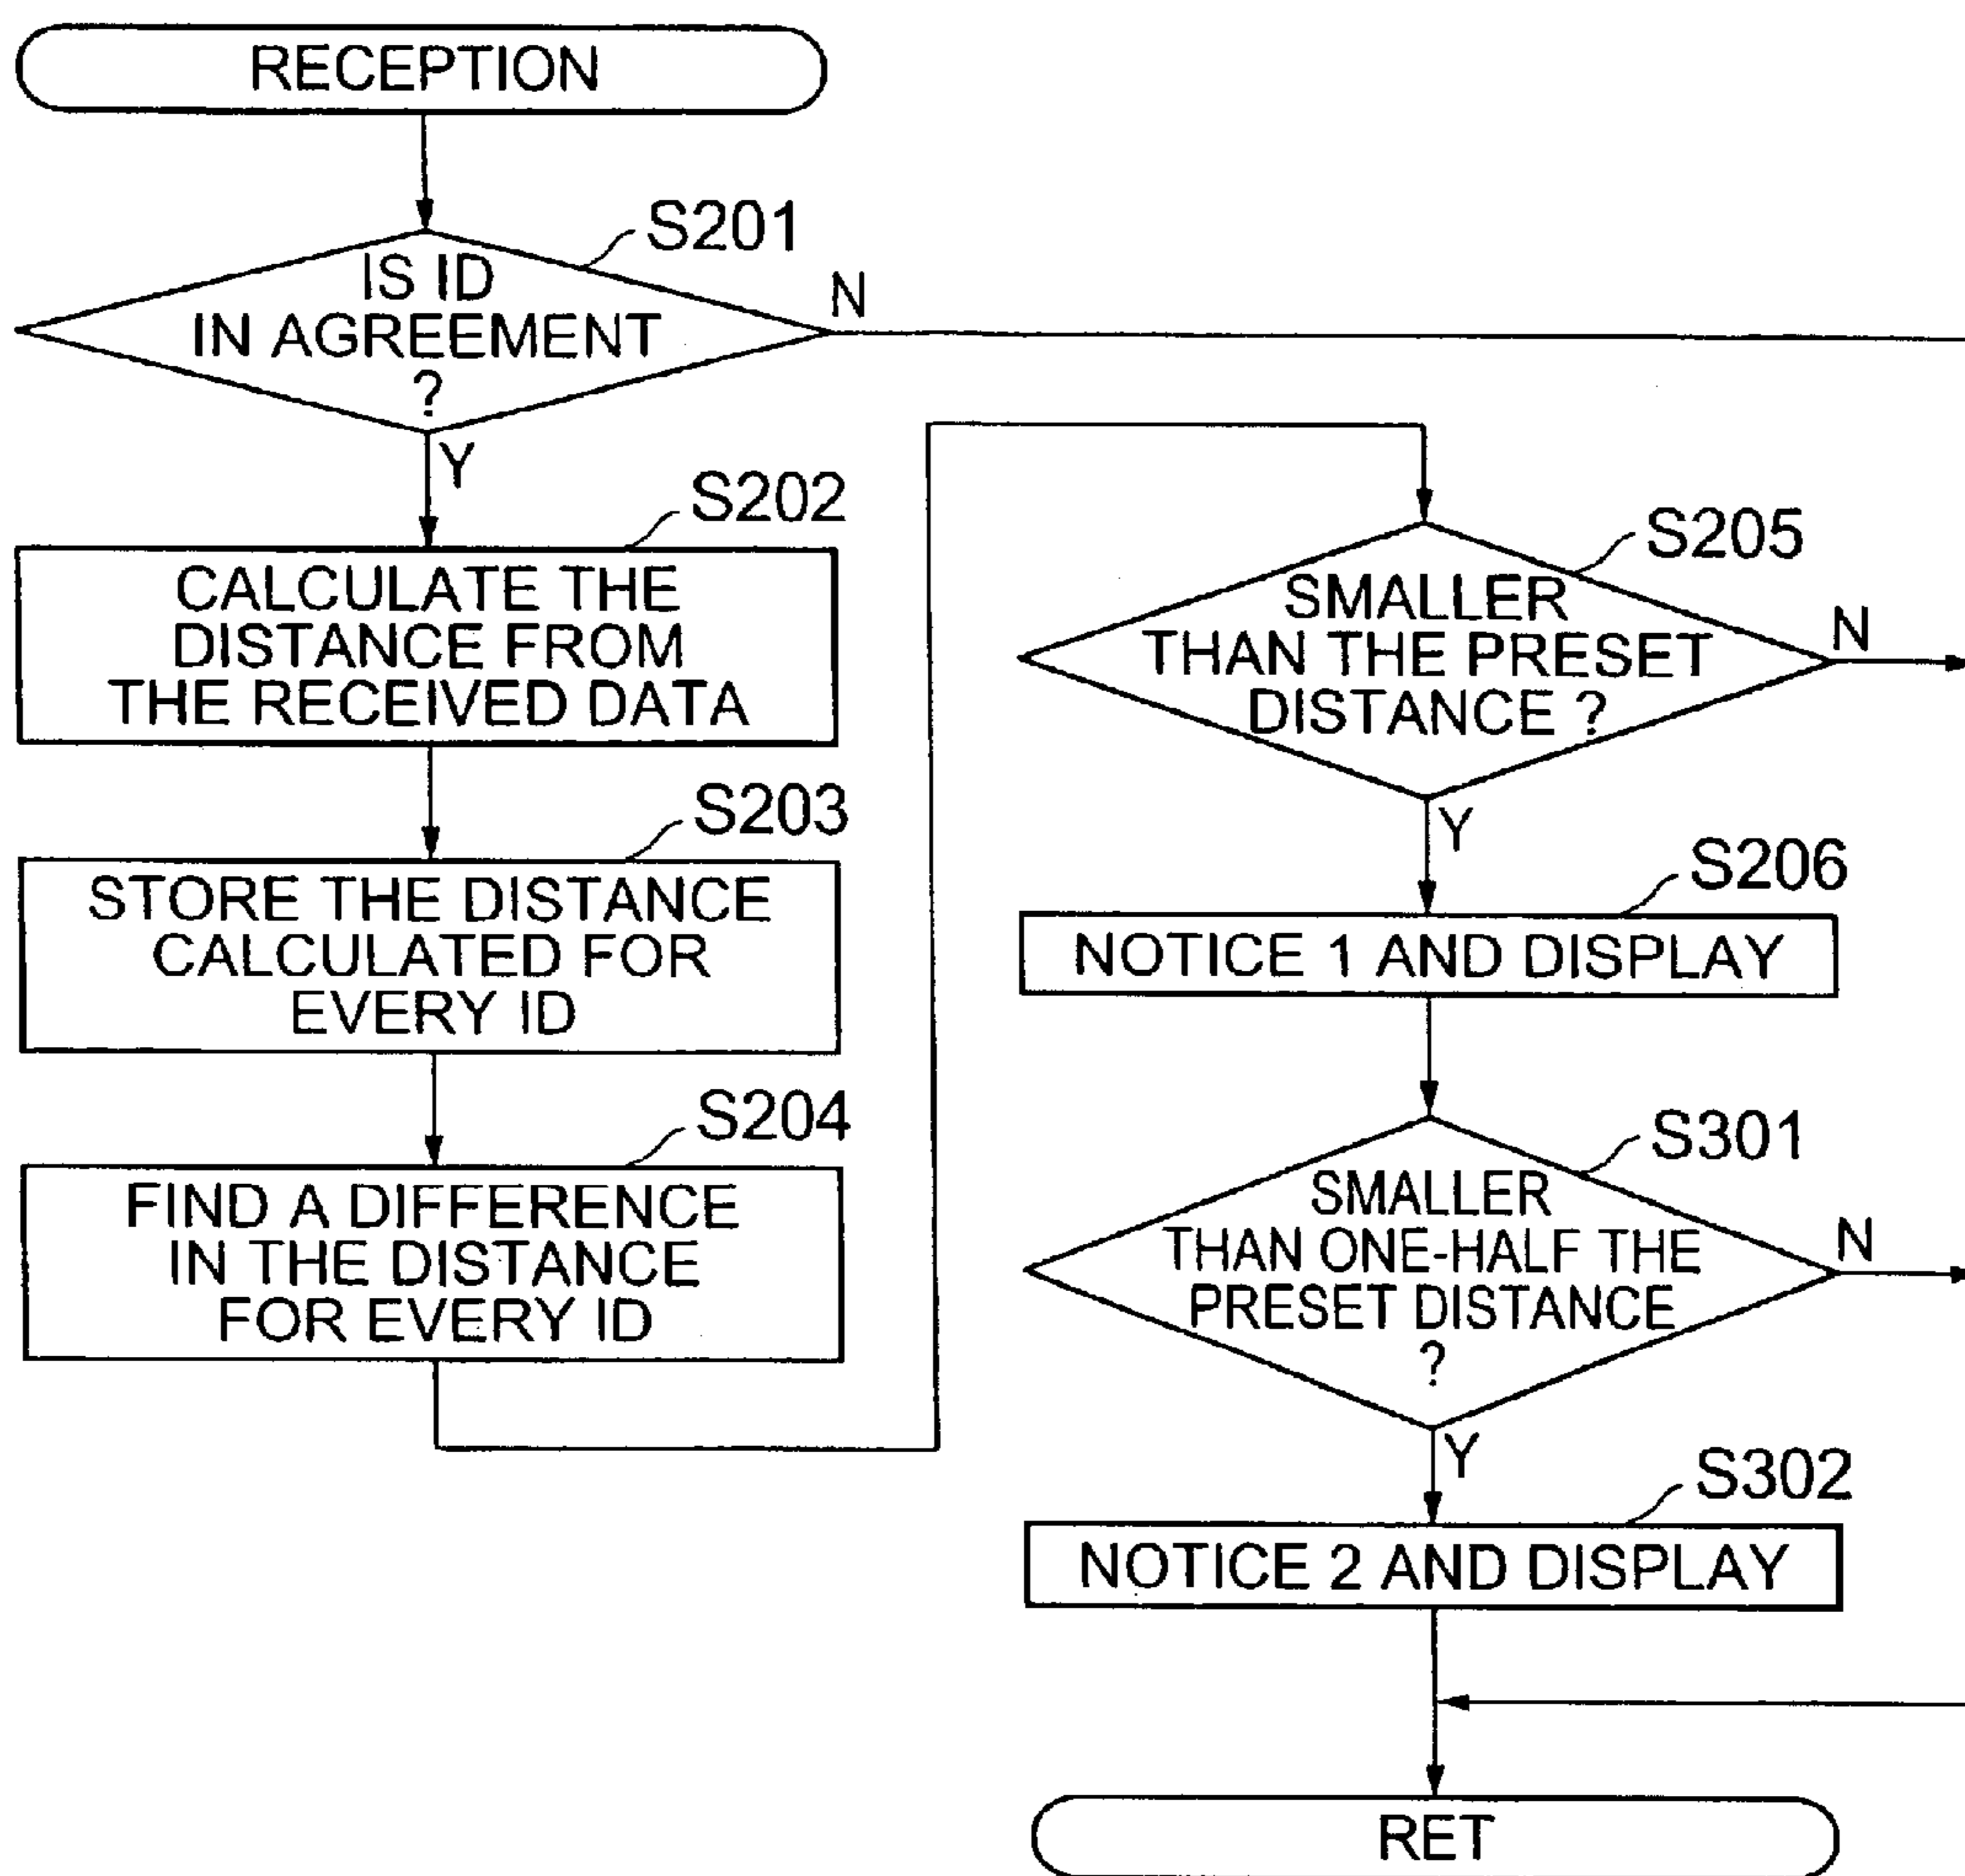 RECEPTION
S201
IS ID
IN AGREEMENT
?
N
Y
S202
CALCULATE THE
DISTANCE FROM
THE RECEIVED DATA
S203
STORE THE DISTANCE
CALCULATED FOR
EVERY ID
S204
FIND A DIFFERENCE
IN THE DISTANCE
FOR EVERY ID
S205
SMALLER
THAN THE PRESET
DISTANCE ?
N
Y
S206
NOTICE 1 AND DISPLAY
S301
SMALLER
THAN ONE-HALF THE
PRESET DISTANCE
?
N
Y
S302
NOTICE 2 AND DISPLAY
RET